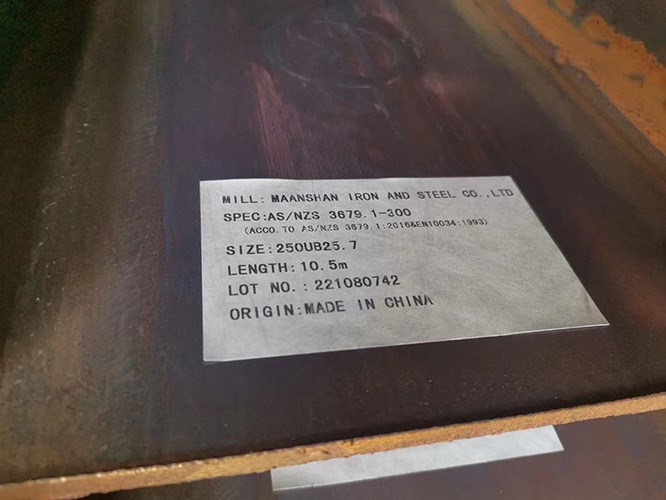 MILL: MAANSHAN IRON AND STEEL CO.,LTD
SPEC:AS/NZS 3679.1-300
(ACCO.TO AS/NZS 3679.1:2016&EN10034:1993)
SIZE:250UB25.7
LENGTH:10.5m
LOT NO.:221080742
ORIGIN:MADE IN CHINA